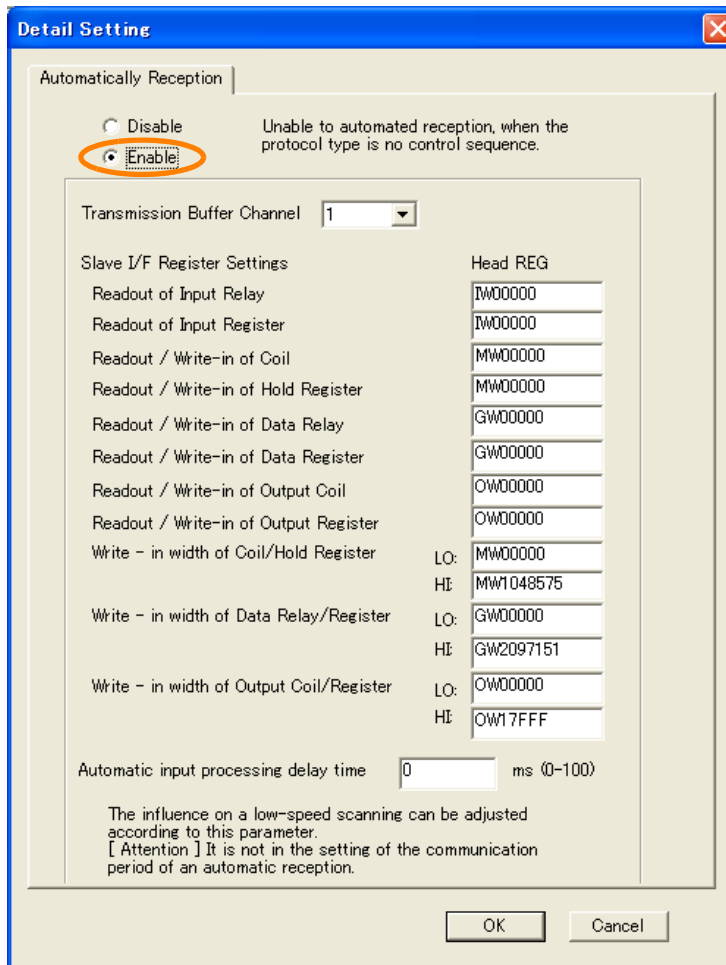 Detail Setting
Automatically Reception
Disable
Enable
Unable to automated reception, when the
protocol type is no control sequence.
Transmission Buffer Channel 1
Slave I/F Register Settings Head REG
Readout of Input Relay IW00000
Readout of Input Register IW00000
Readout / Write-in of Coil MW00000
Readout / Write-in of Hold Register MW00000
Readout / Write-in of Data Relay GW00000
Readout / Write-in of Data Register GW00000
Readout / Write-in of Output Coil OW00000
Readout / Write-in of Output Register OW00000
Write - in width of Coil/Hold Register LO: MW00000
HI: MW1048575
Write - in width of Data Relay/Register LO: GW00000
HI: GW2097151
Write - in width of Output Coil/Register LO: OW00000
HI: OW17FFF
Automatic input processing delay time 0 ms (0-100)
The influence on a low-speed scanning can be adjusted
according to this parameter.
[ Attention ] It is not in the setting of the communication
period of an automatic reception.
OK Cancel